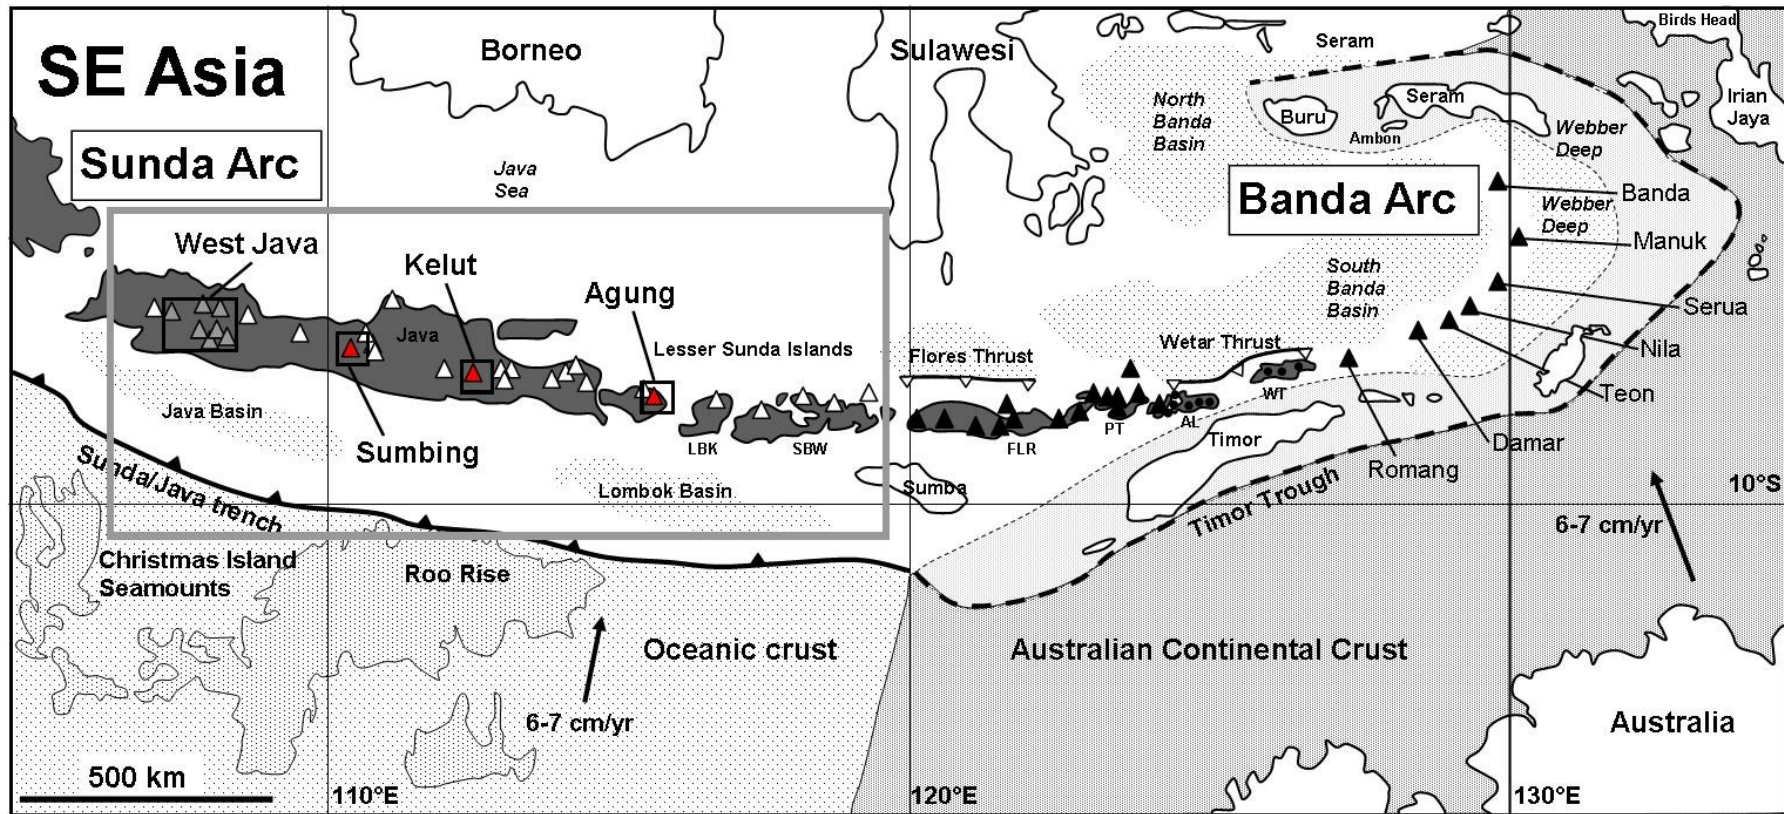 SE Asia
Sunda Arc
Borneo
Sulawesi
Seram
Birds Head
Irian
Jaya
North
Banda
Basin
Buru
Seram
Ambon
Webber
Deep
Java
Sea
Banda Arc
Banda
Webber
Deep
Manuk
West Java
Kelut
Agung
South
Banda
Basin
Serua
Java
Lesser Sunda Islands
Flores Thrust
Wetar Thrust
Nila
WT
Teon
Java Basin
Sumbing
LBK
SBW
FLR
PT
AL
Timor
Damar
Romang
Sunda/Java trench
Lombok Basin
Sumba
Timor Trough
10°S
6-7 cm/yr
Christmas Island
Seamounts
Roo Rise
Oceanic crust
Australian Continental Crust
6-7 cm/yr
Australia
500 km
110°E
120°E
130°E